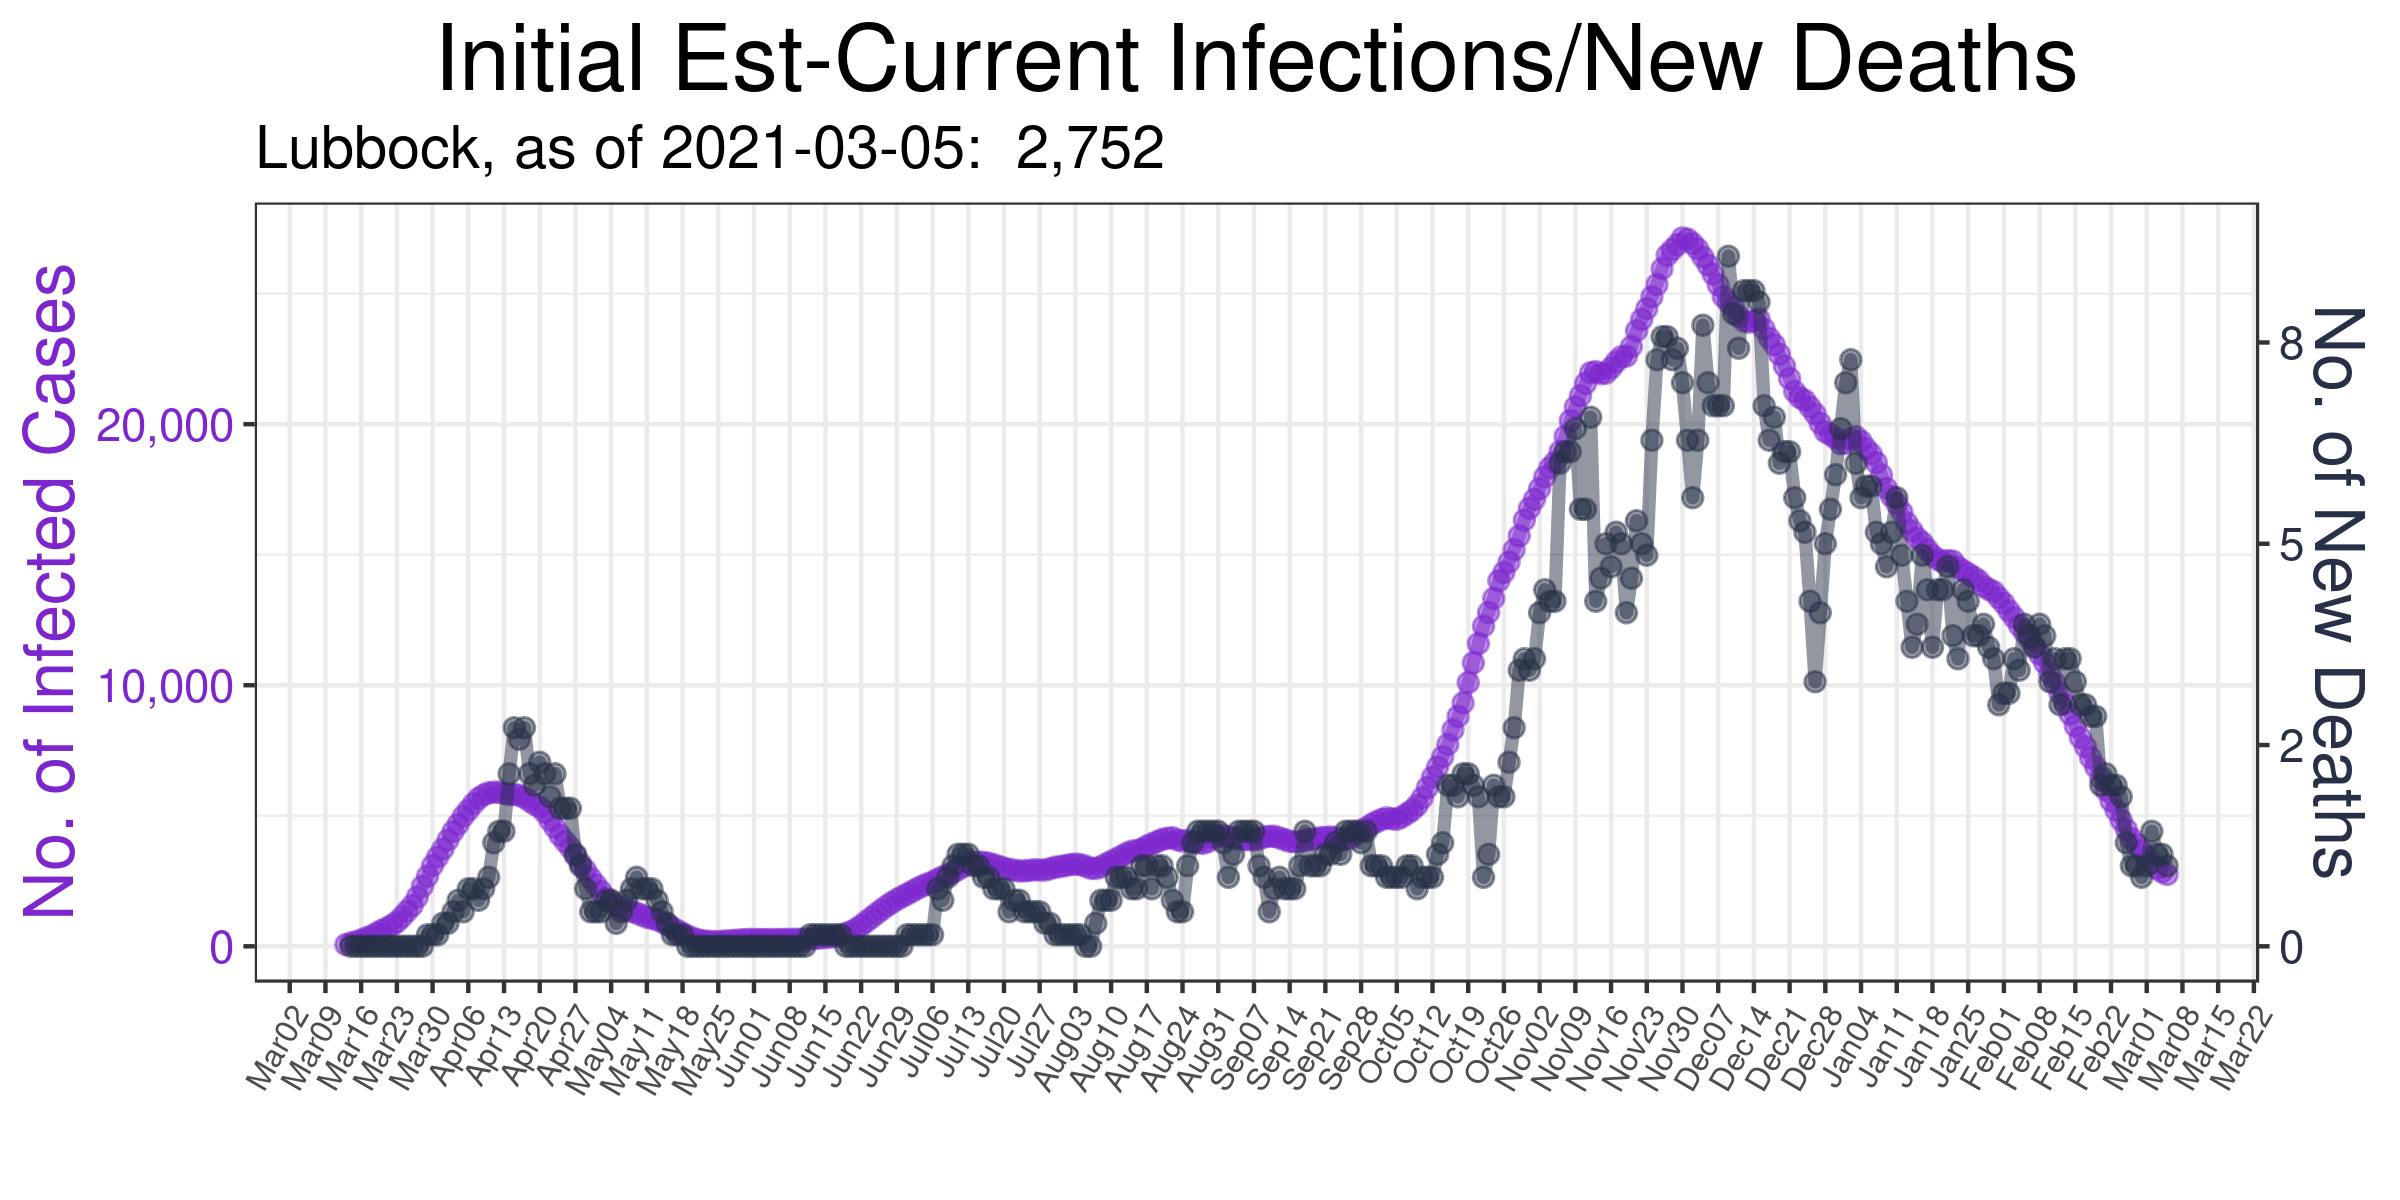 Initial Est-Current Infections/New Deaths
Lubbock, as of 2021-03-05:  2,752
No. of Infected Cases
20,000
10,000
0
No. of New Deaths
8
5
2
0
Mar02
Mar09
Mar16
Mar23
Mar30
Apr06
Apr13
Apr20
Apr27
May04
May11
May18
May25
Jun01
Jun08
Jun15
Jun22
Jun29
Jul06
Jul13
Jul20
Jul27
Aug03
Aug10
Aug17
Aug24
Aug31
Sep07
Sep14
Sep21
Sep28
Oct05
Oct12
Oct19
Oct26
Nov02
Nov09
Nov16
Nov23
Nov30
Dec07
Dec14
Dec21
Dec28
Dec04
Jan11
Jan18
Jan25
Feb01
Feb08
Feb15
Feb22
Mar01
Mar08
Mar15
Mar22